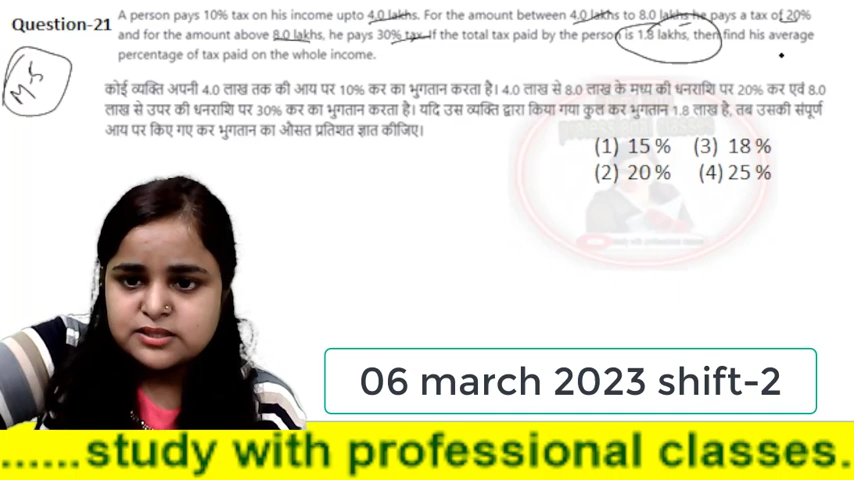 Question-21
A person pays 10% tax on his income upto 4.0 lakhs. For the amount between 4.0 lakhs to 8.0 lakhs he pays a tax of 20%
and for the amount above 8.0 lakhs, he pays 30% tax. If the total tax paid by the person is 1.8 lakhs, then find his average
percentage of tax paid on the whole income.
M-5
कोई व्यक्ति अपनी 4.0 लाख तक की आय पर 10% कर का भुगतान करता है। 4.0 लाख से 8.0 लाख के मध्य की धनराशि पर 20% कर एवं 8.0
लाख से उपर की धनराशि पर 30% कर का भुगतान करता है। यदि उस व्यक्ति द्वारा किया गया कुल कर भुगतान 1.8 लाख है, तब उसकी संपूर्ण
आय पर किए गए कर भुगतान का औसत प्रतिशत ज्ञात कीजिए।
professional classes
(1) 15 % (3) 18 %
(2) 20 % (4) 25 %
06 march 2023 shift-2
......study with professional classes.